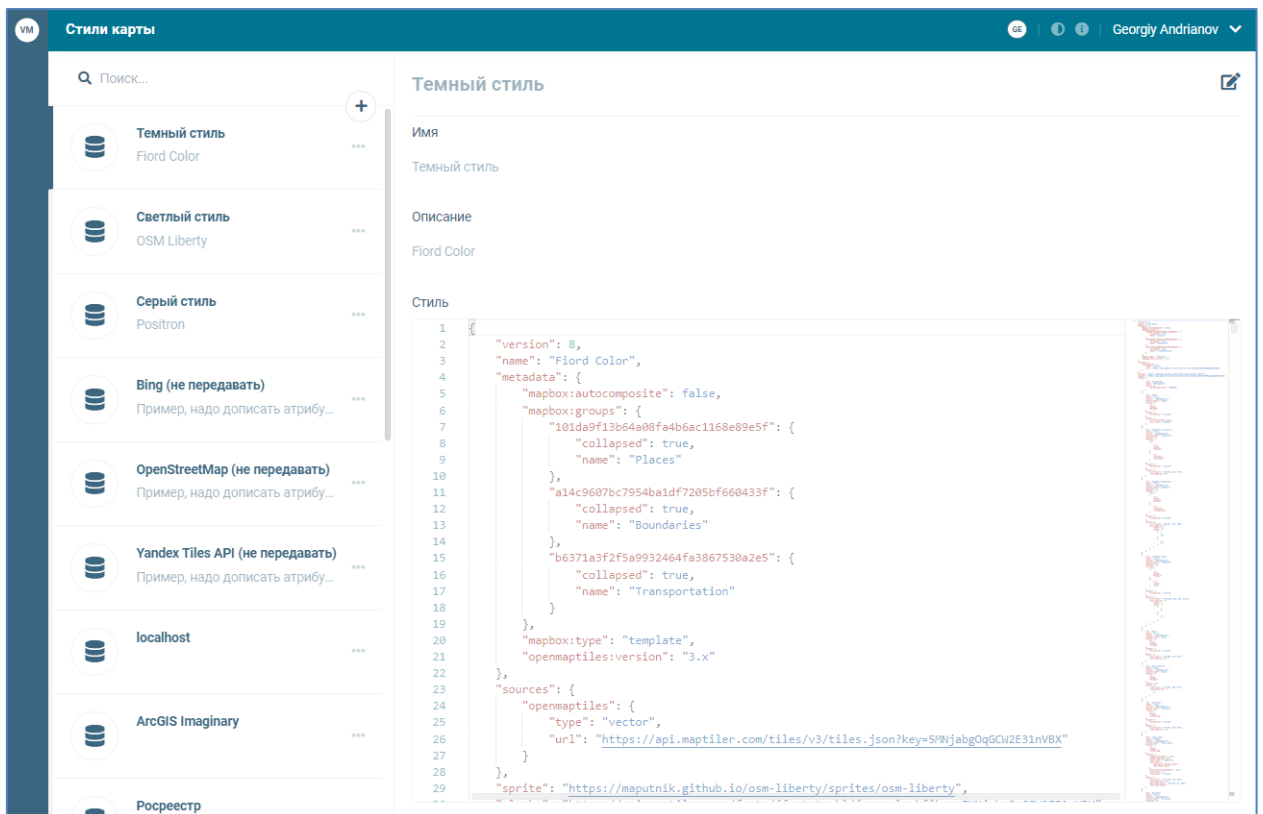 VM
Стили карты
GE
Georgiy Andrianov
Поиск...
Темный стиль
Fiord Color
Светлый стиль
OSM Liberty
Серый стиль
Positron
Bing (не передавать)
Пример, надо дописать атрибу...
OpenStreetMap (не передавать)
Пример, надо дописать атрибу...
Yandex Tiles API (не передавать)
Пример, надо дописать атрибу...
localhost
ArcGIS Imaginary
Росреестр
Темный стиль
Имя
Темный стиль
Описание
Fiord Color
Стиль
1 {
2 "version": 8,
3 "name": "Fiord Color",
4 "metadata": {
5 "mapbox:autocomposite": false,
6 "mapbox:groups": {
7 "101da9f13b64a08fa4b6ac1168e89e5f": {
8 "collapsed": true,
9 "name": "Places"
10 },
11 "a14c9607bc7954ba1df7205bf660433f": {
12 "collapsed": true,
13 "name": "Boundaries"
14 },
15 "b6371a3f2f5a9932464fa3867530a2e5": {
16 "collapsed": true,
17 "name": "Transportation"
18 }
19 },
20 "mapbox:type": "template",
21 "openmaptiles:version": "3.x"
22 },
23 "sources": {
24 "openmaptiles": {
25 "type": "vector",
26 "url": "https://api.maptiler.com/tiles/v3/tiles.json?key=5MNjabgOqGCW2E31nVBX"
27 }
28 },
29 "sprite": "https://maputnik.github.io/osm-liberty/sprites/osm-liberty",